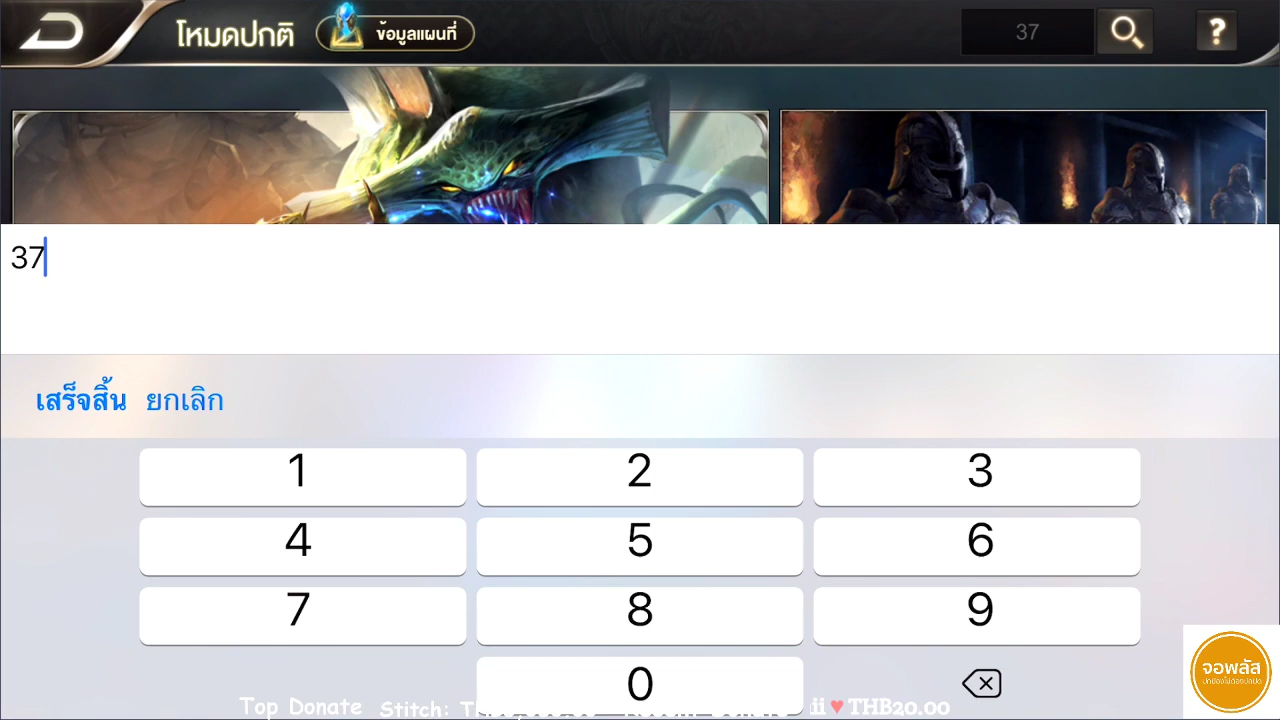 โหมดปกติ
ข้อมูลแผนที่
37
?
37
เสร็จสิ้น ยกเลิก
1 2 3
4 5 6
7 8 9
0
จอพลัส
Top Donate Stitch:
THB20.00